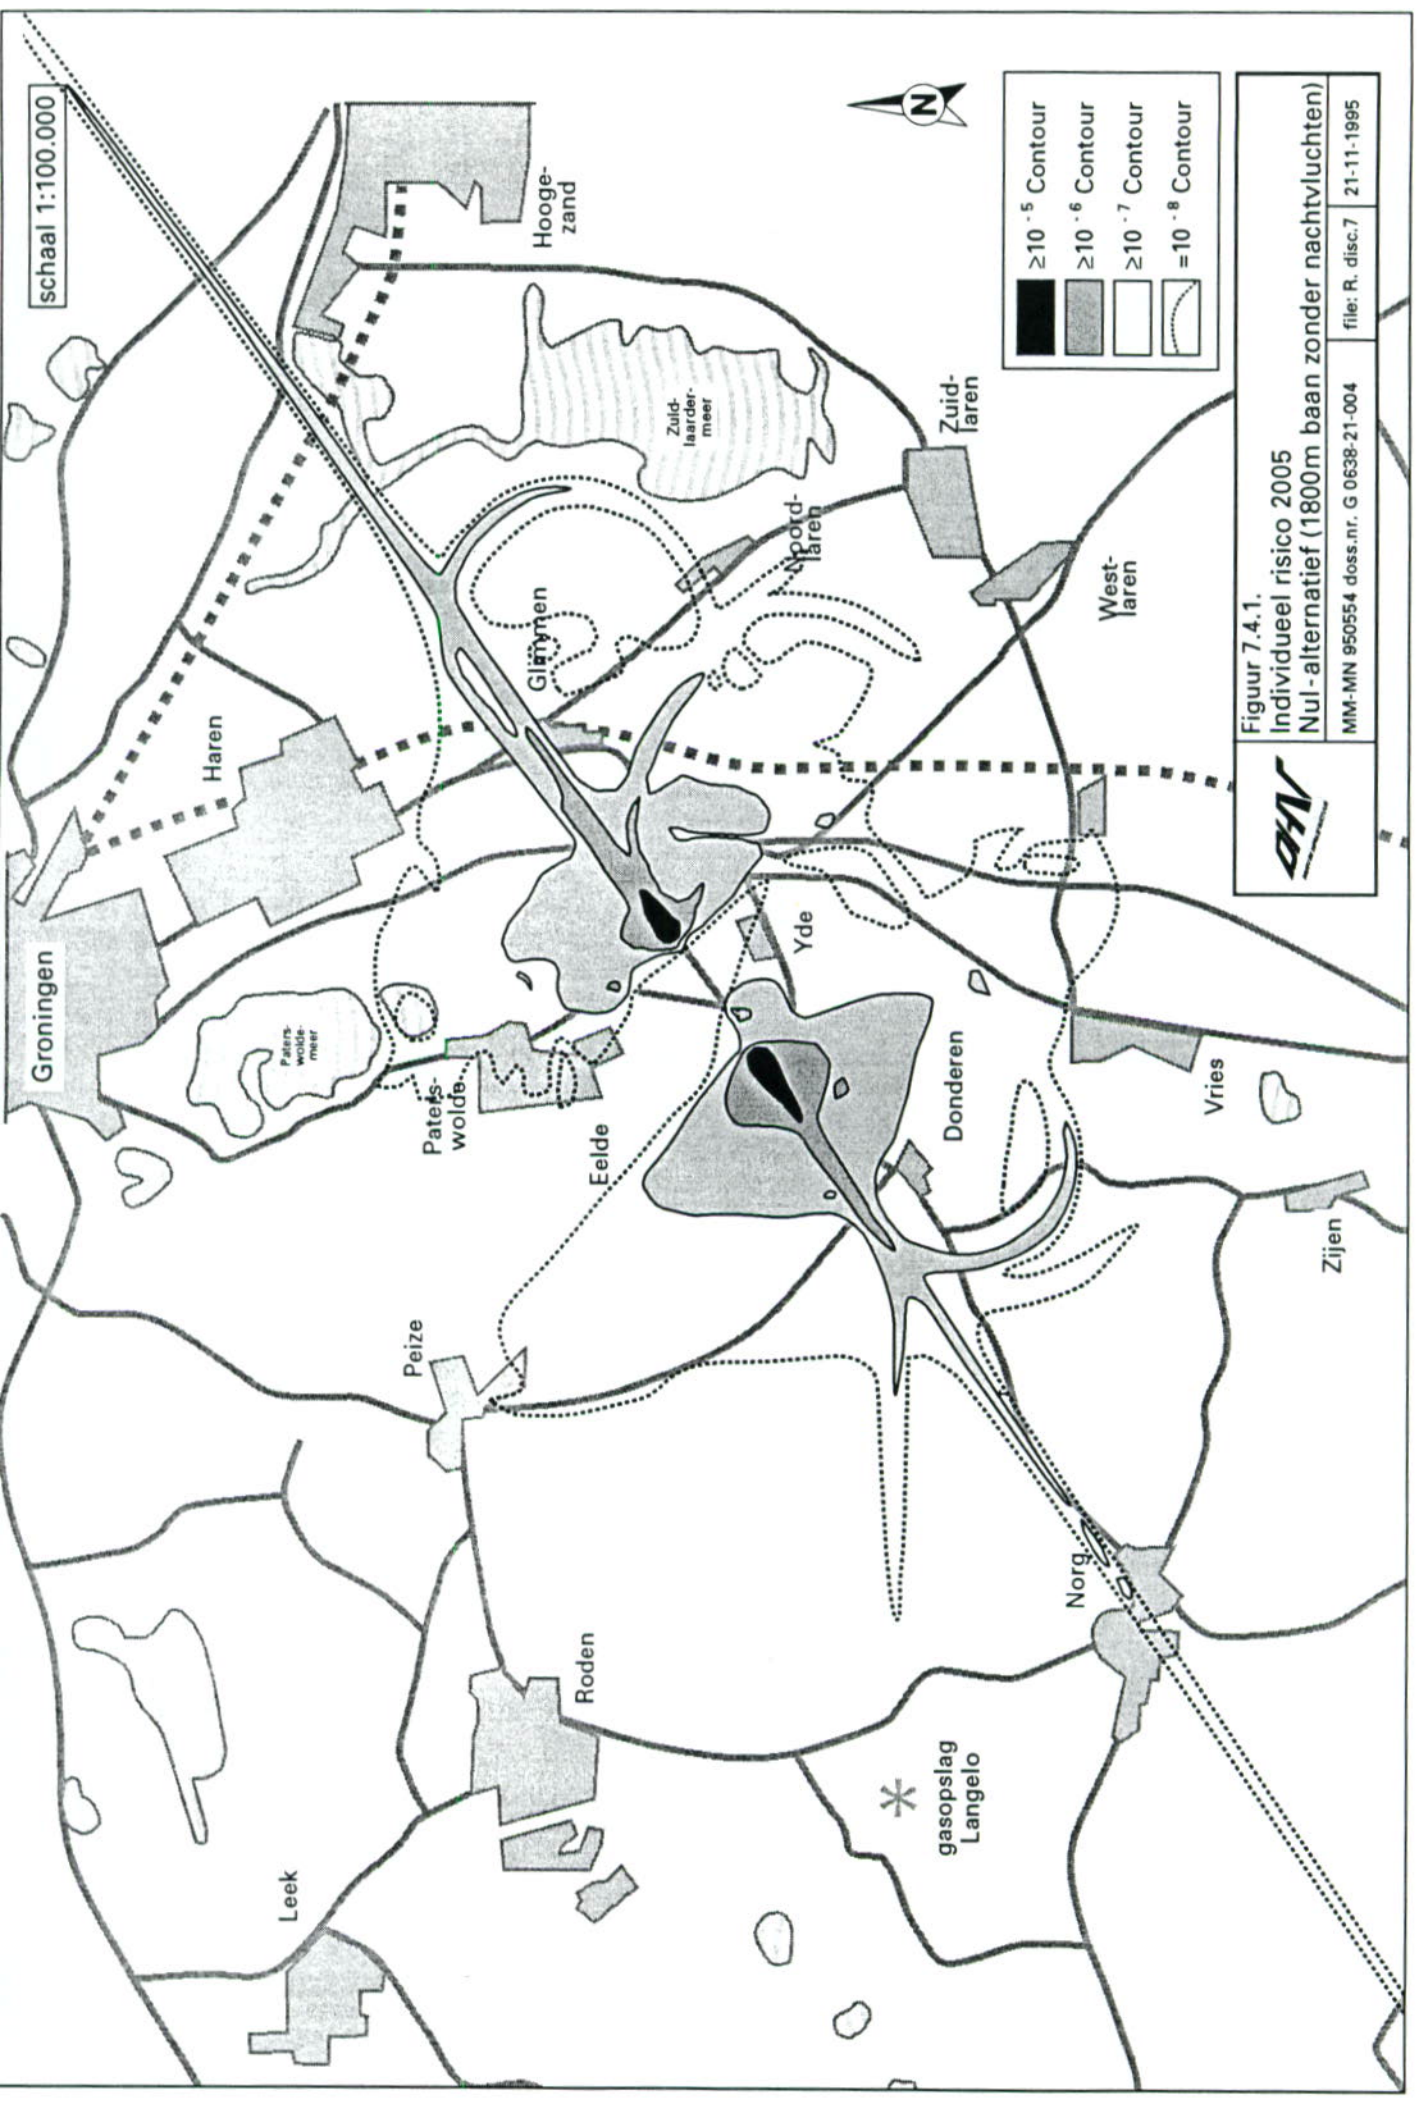 schaal 1:100.000
Groningen
Haren
Hooge-
zand
Paters-
wolde-
meer
Zuid-
laarder-
meer
Glimmen
Noord-
laren
Zuid-
laren
West-
laren
Paters-
wolde
Eelde
Yde
Donderen
Vries
Zijen
Peize
Norg
Roden
Leek
gasopslag
Langelo
N
≥10⁻⁵ Contour
≥10⁻⁶ Contour
≥10⁻⁷ Contour
=10⁻⁸ Contour
Figuur 7.4.1.
Individueel risico 2005
Nul-alternatief (1800m baan zonder nachtvluchten)
MM-MN 950554 doss.nr. G 0638-21-004
file: R. disc.7
21-11-1995
DHV